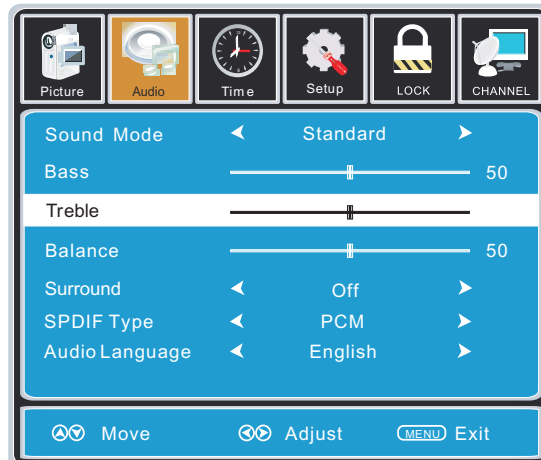 Picture Audio Time Setup LOCK CHANNEL
Sound Mode Standard
Bass 50
Treble
Balance 50
Surround Off
SPDIF Type PCM
Audio Language English
Move Adjust MENU Exit